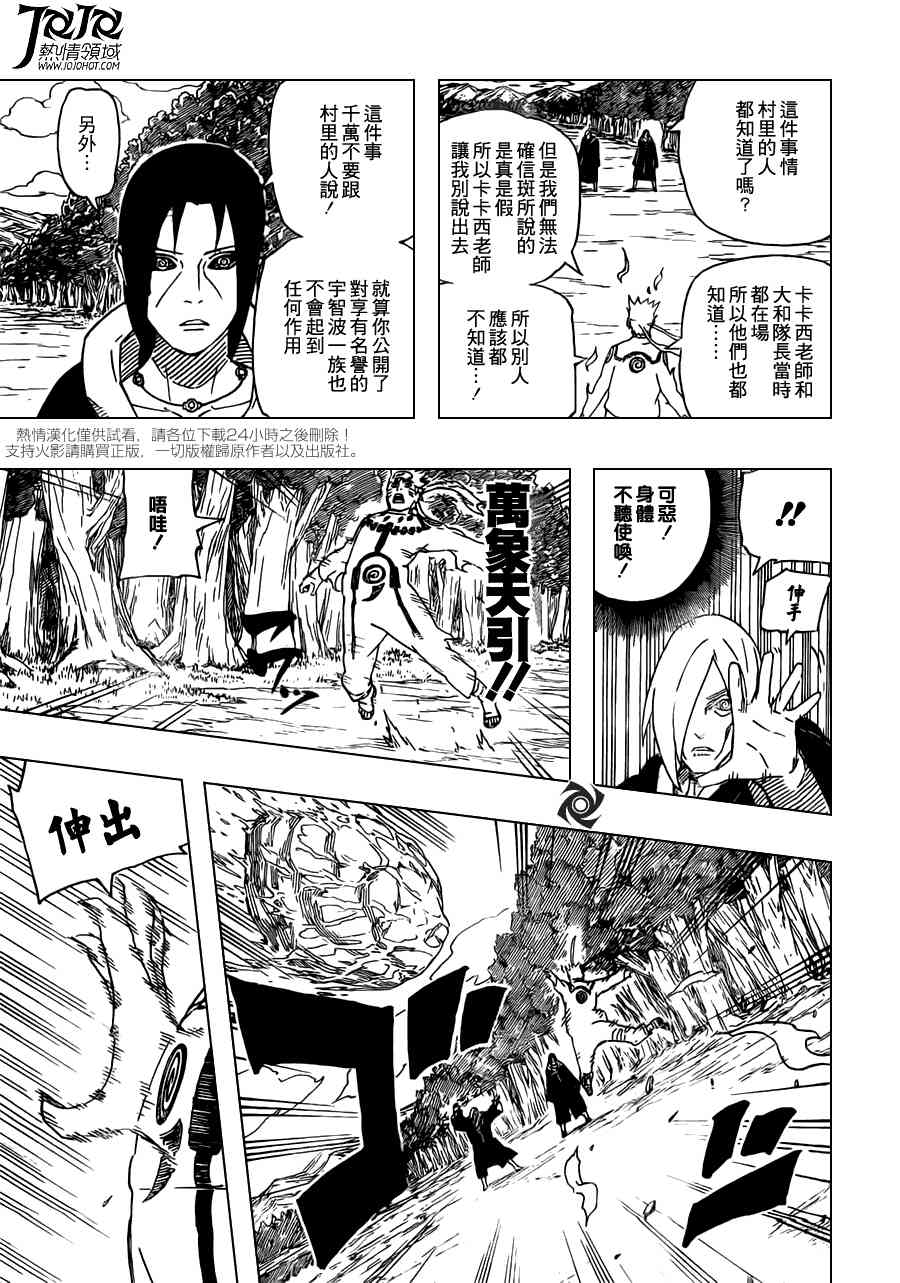 JOJO
熱情領域
WWW.JOJOHOT.COM
這件事情
村里的人
都知道了嗎？
卡卡西老師和
大和隊長當時
都在場
所以他們也都
知道……
但是我們無法
確信斑所說的
是真是假
所以卡卡西老師
讓我別說出去
所以別人
應該都
不知道…！
這件事
千萬不要跟
村里的人說！
就算你公開了
對享有名譽的
宇智波一族也
不會起到
任何作用
另外…
熱情漢化僅供試看，請各位下載24小時之後刪除！
支持火影請購買正版，一切版權歸原作者以及出版社。
!!
伸手
可惡！
身體
不聽使喚！
萬象天引!!
唔哇！
クッ
ゴゴ
伸出